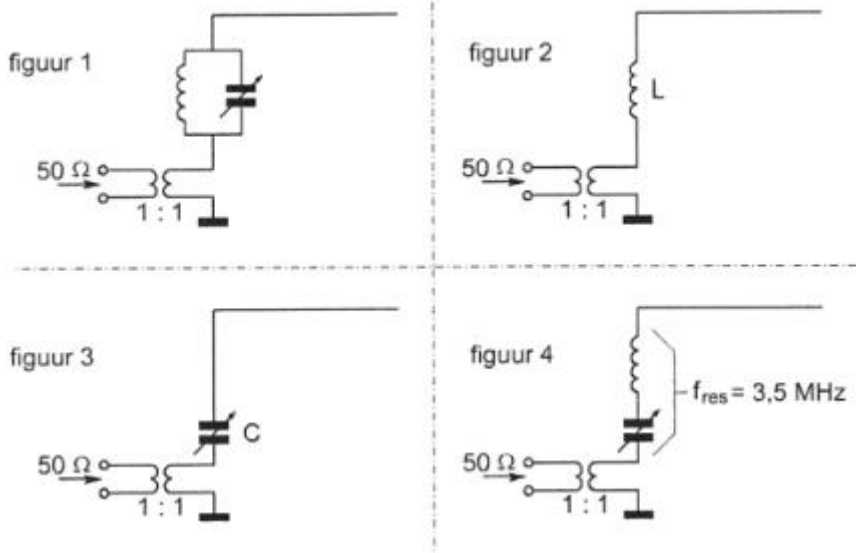 figuur 1
50 Ω
1 : 1
figuur 2
L
50 Ω
1 : 1
figuur 3
C
50 Ω
1 : 1
figuur 4
fres = 3,5 MHz
50 Ω
1 : 1